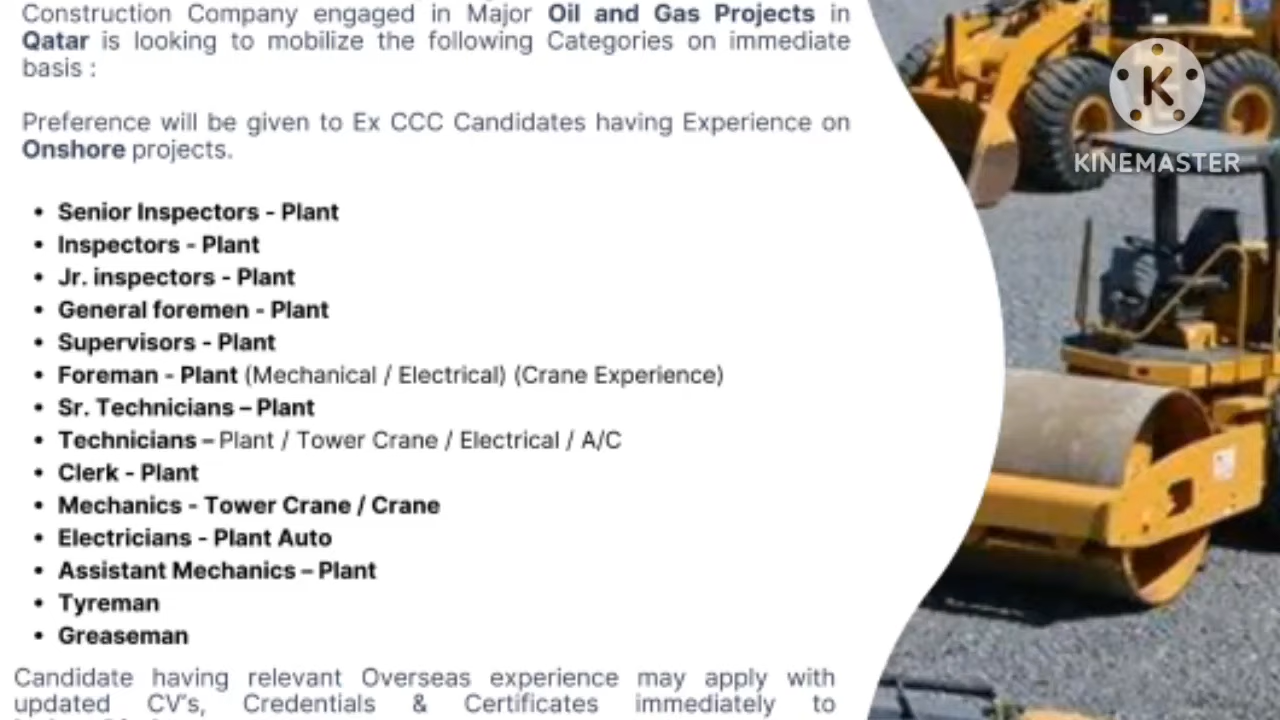 Construction Company engaged in Major Oil and Gas Projects in
Qatar is looking to mobilize the following Categories on immediate
basis :
Preference will be given to Ex CCC Candidates having Experience on
Onshore projects.
• Senior Inspectors - Plant
• Inspectors - Plant
• Jr. inspectors - Plant
• General foremen - Plant
• Supervisors - Plant
• Foreman - Plant (Mechanical / Electrical) (Crane Experience)
• Sr. Technicians – Plant
• Technicians – Plant / Tower Crane / Electrical / A/C
• Clerk - Plant
• Mechanics - Tower Crane / Crane
• Electricians - Plant Auto
• Assistant Mechanics – Plant
• Tyreman
• Greaseman
Candidate having relevant Overseas experience may apply with
updated CV's, Credentials & Certificates immediately to
K
KINEMASTER